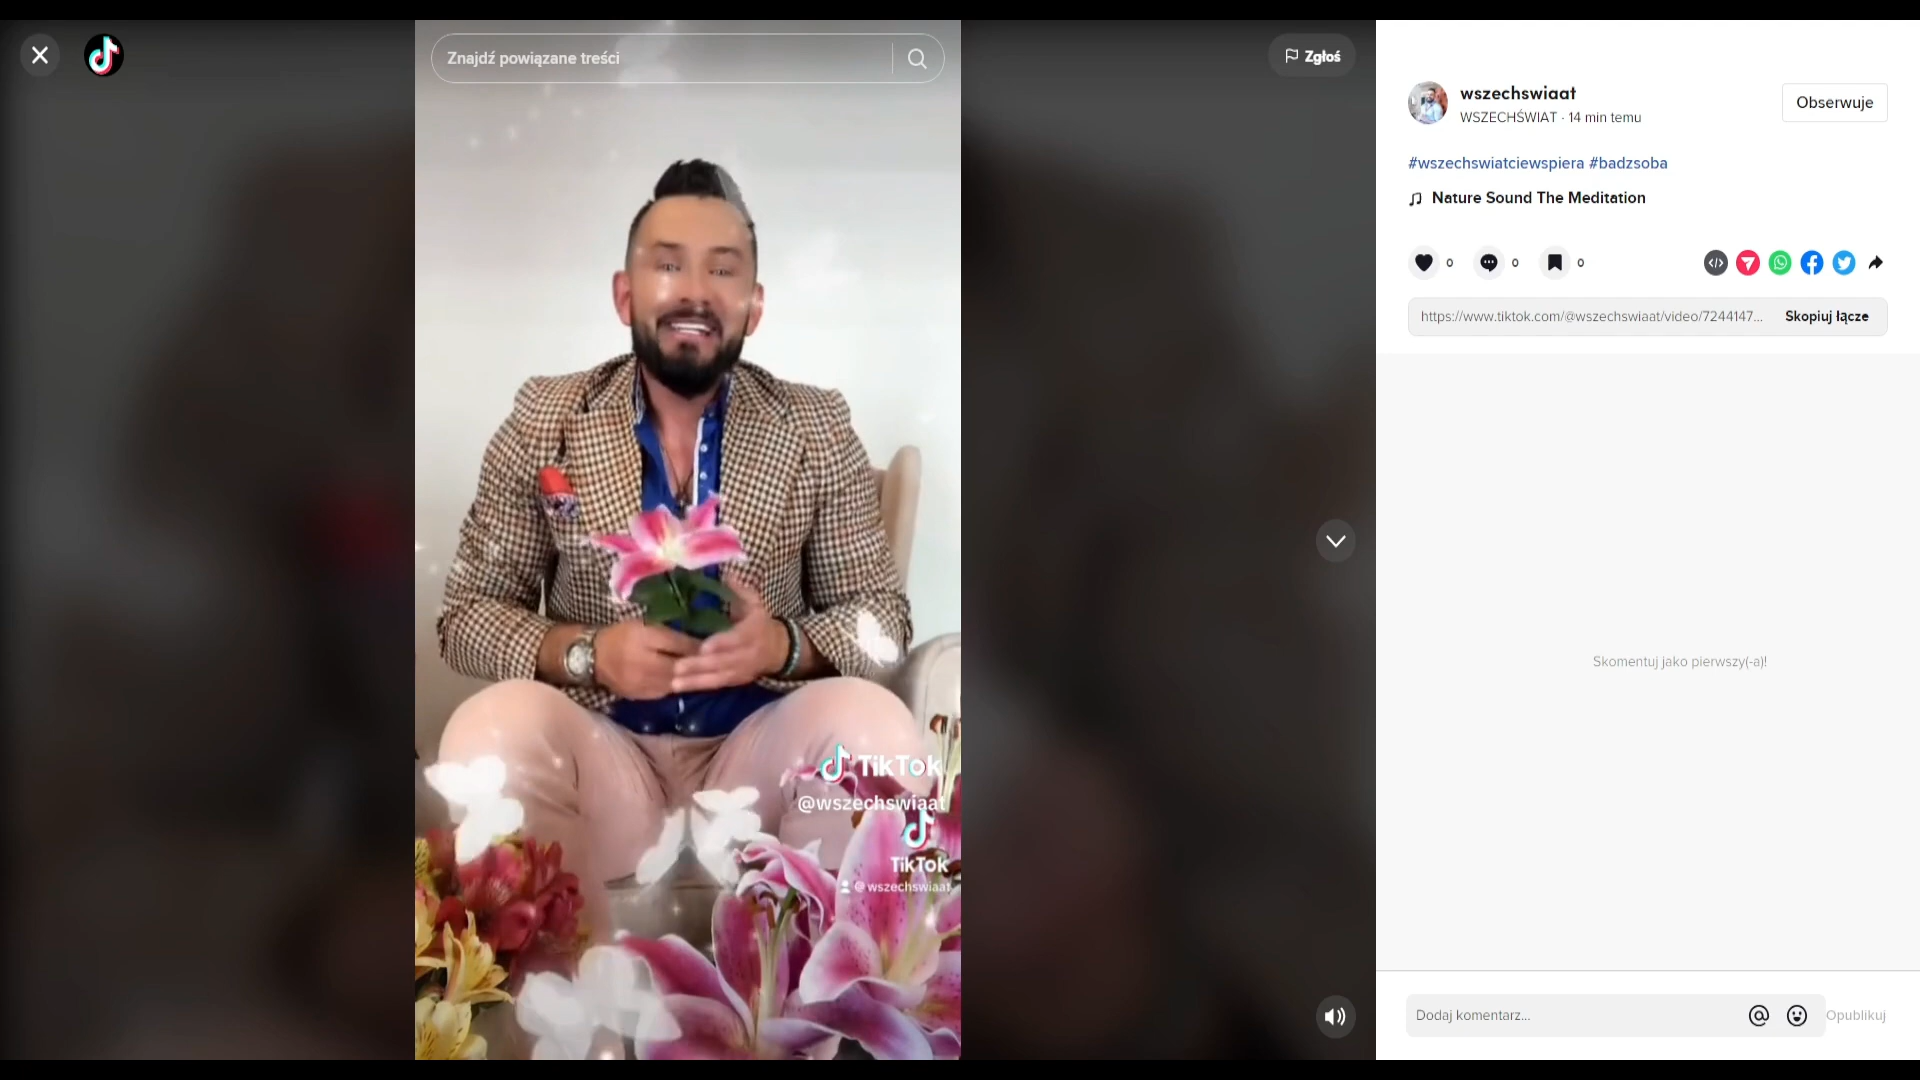 Znajdź powiązane treści
Zgłoś
TikTok
@wszechswiaat
TikTok
@wszechswiaat
wszechswiaat
WSZECHŚWIAT · 14 min temu
Obserwuje
#wszechswiatciewspiera #badzsoba
Nature Sound The Meditation
0 0 0
https://www.tiktok.com/@wszechswiaat/video/7244147...
Skopiuj łącze
Skomentuj jako pierwszy(-a)!
Dodaj komentarz...
Opublikuj